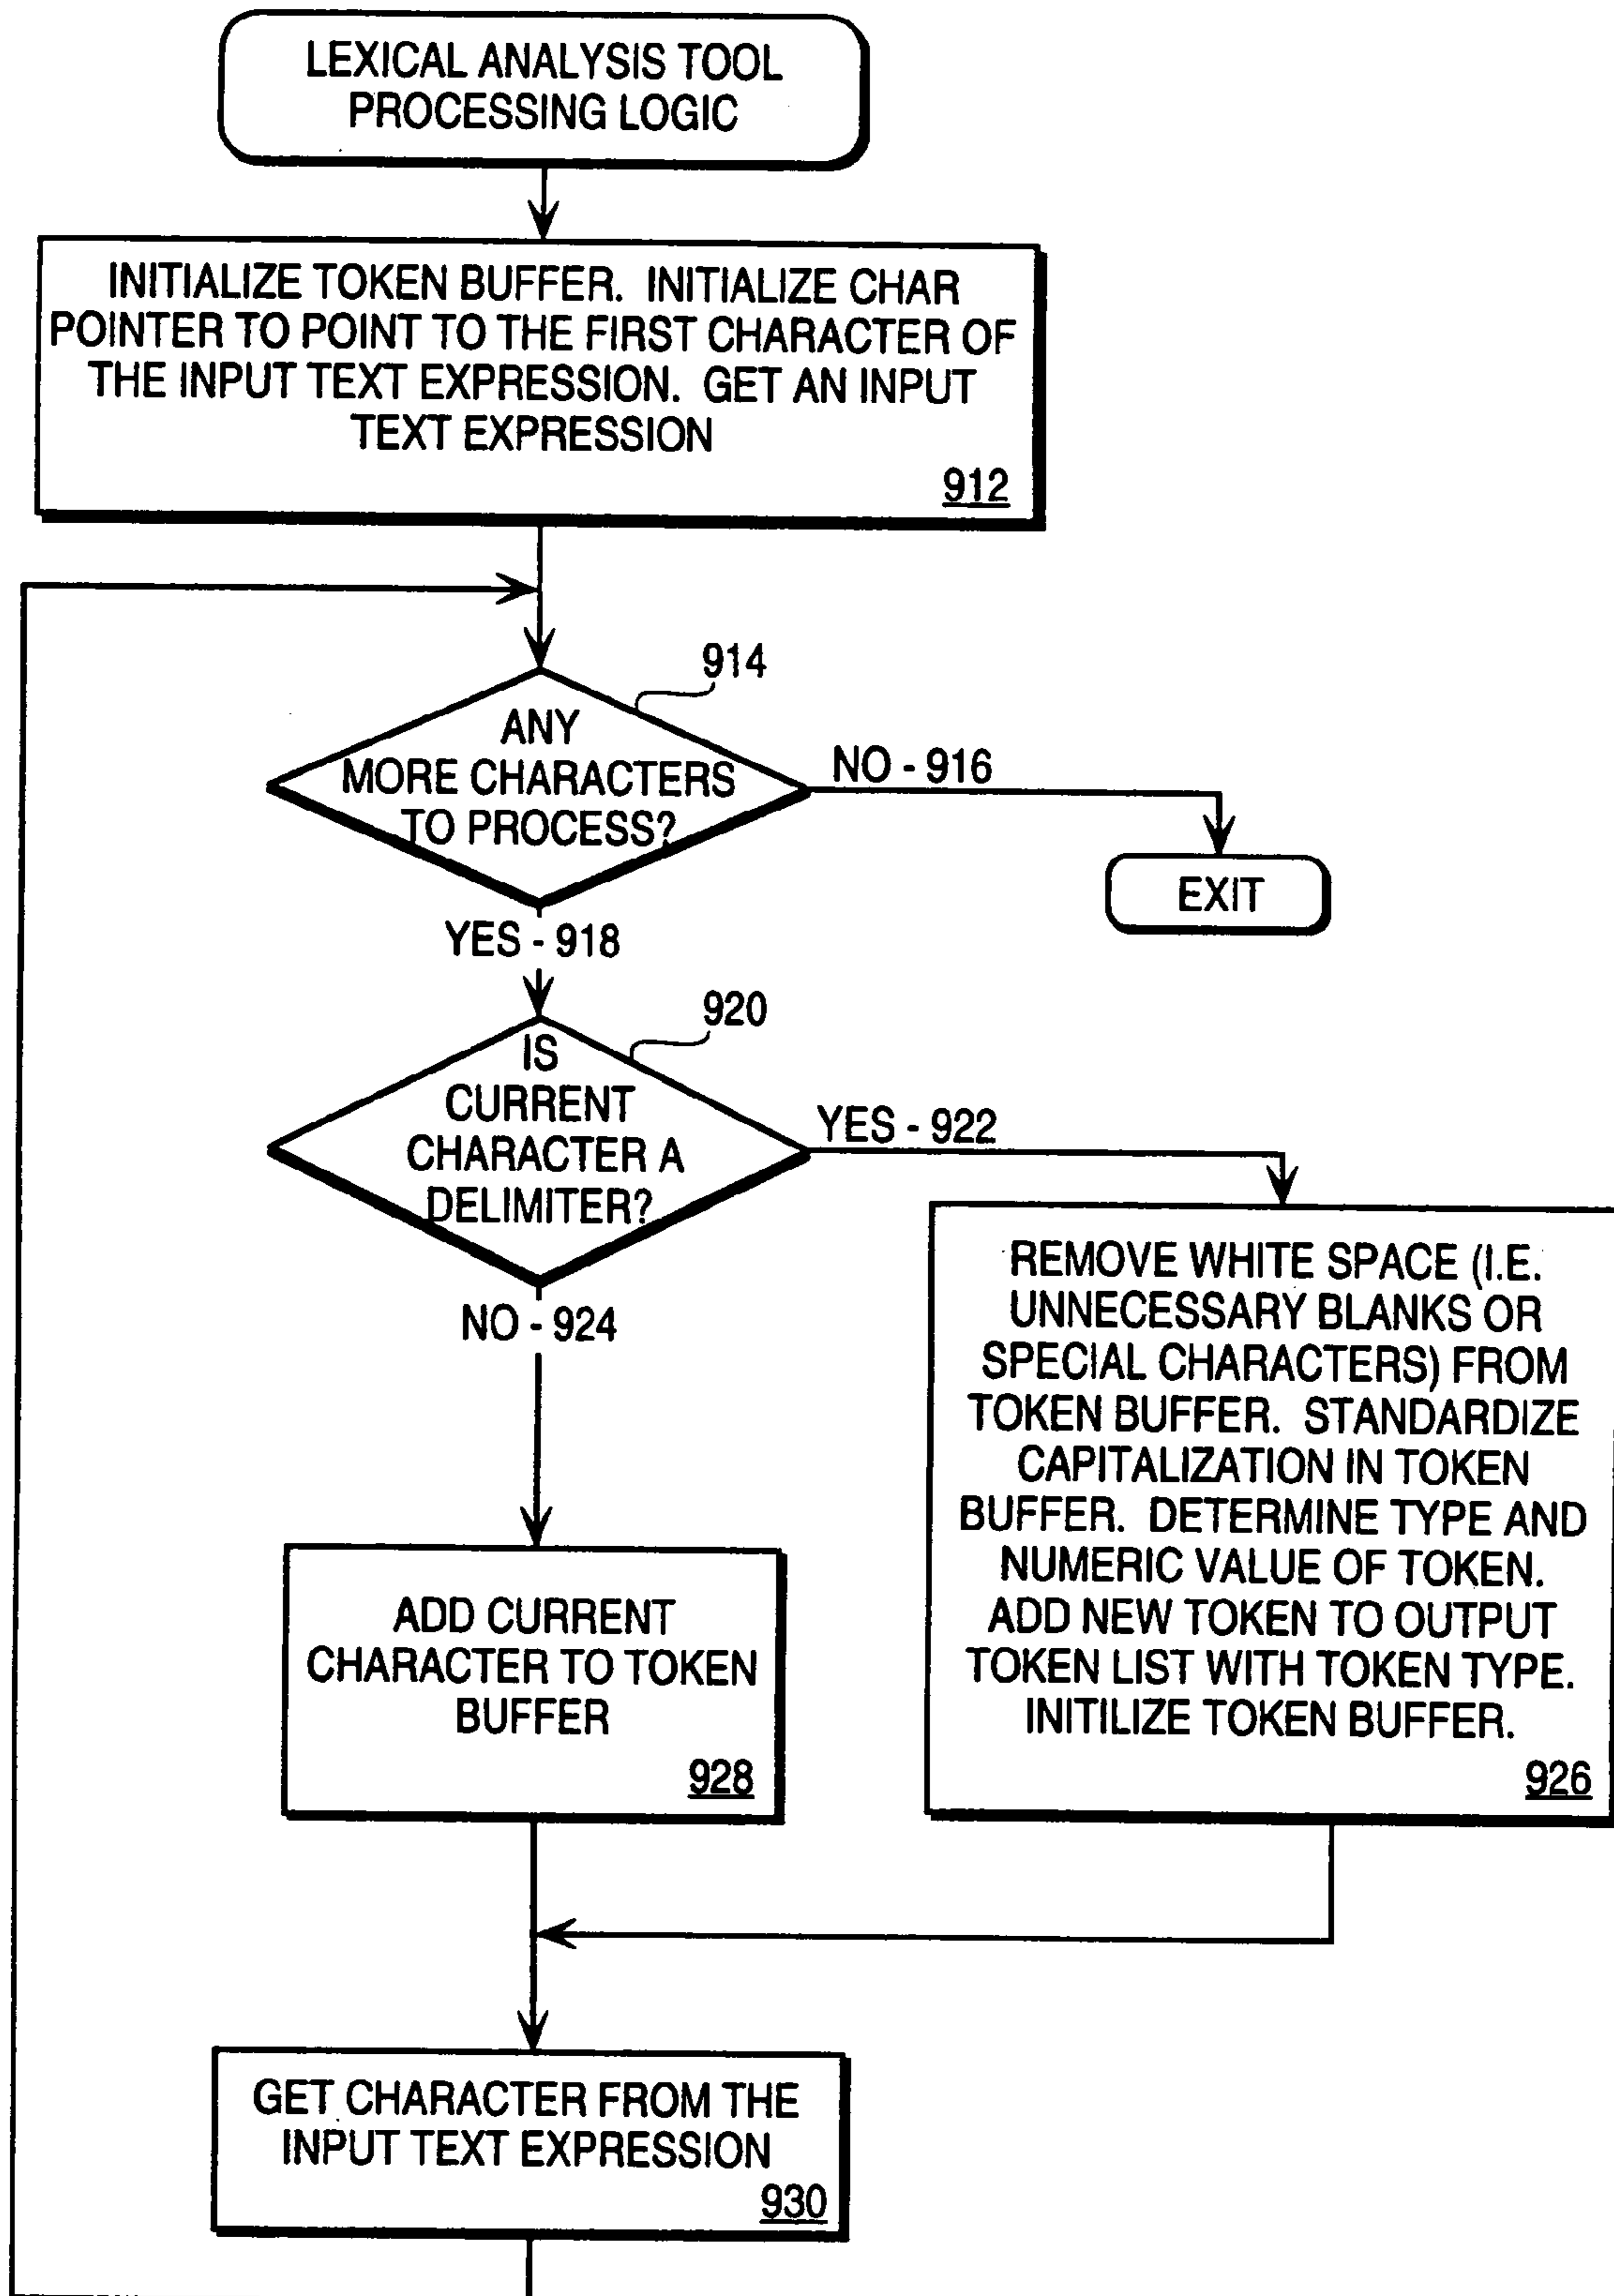 LEXICAL ANALYSIS TOOL
PROCESSING LOGIC
INITIALIZE TOKEN BUFFER. INITIALIZE CHAR
POINTER TO POINT TO THE FIRST CHARACTER OF
THE INPUT TEXT EXPRESSION. GET AN INPUT
TEXT EXPRESSION
912
914
ANY
MORE CHARACTERS
TO PROCESS?
NO - 916
EXIT
YES - 918
920
IS
CURRENT
CHARACTER A
DELIMITER?
YES - 922
NO - 924
REMOVE WHITE SPACE (I.E.
UNNECESSARY BLANKS OR
SPECIAL CHARACTERS) FROM
TOKEN BUFFER. STANDARDIZE
CAPITALIZATION IN TOKEN
BUFFER. DETERMINE TYPE AND
NUMERIC VALUE OF TOKEN.
ADD NEW TOKEN TO OUTPUT
TOKEN LIST WITH TOKEN TYPE.
INITILIZE TOKEN BUFFER.
926
ADD CURRENT
CHARACTER TO TOKEN
BUFFER
928
GET CHARACTER FROM THE
INPUT TEXT EXPRESSION
930